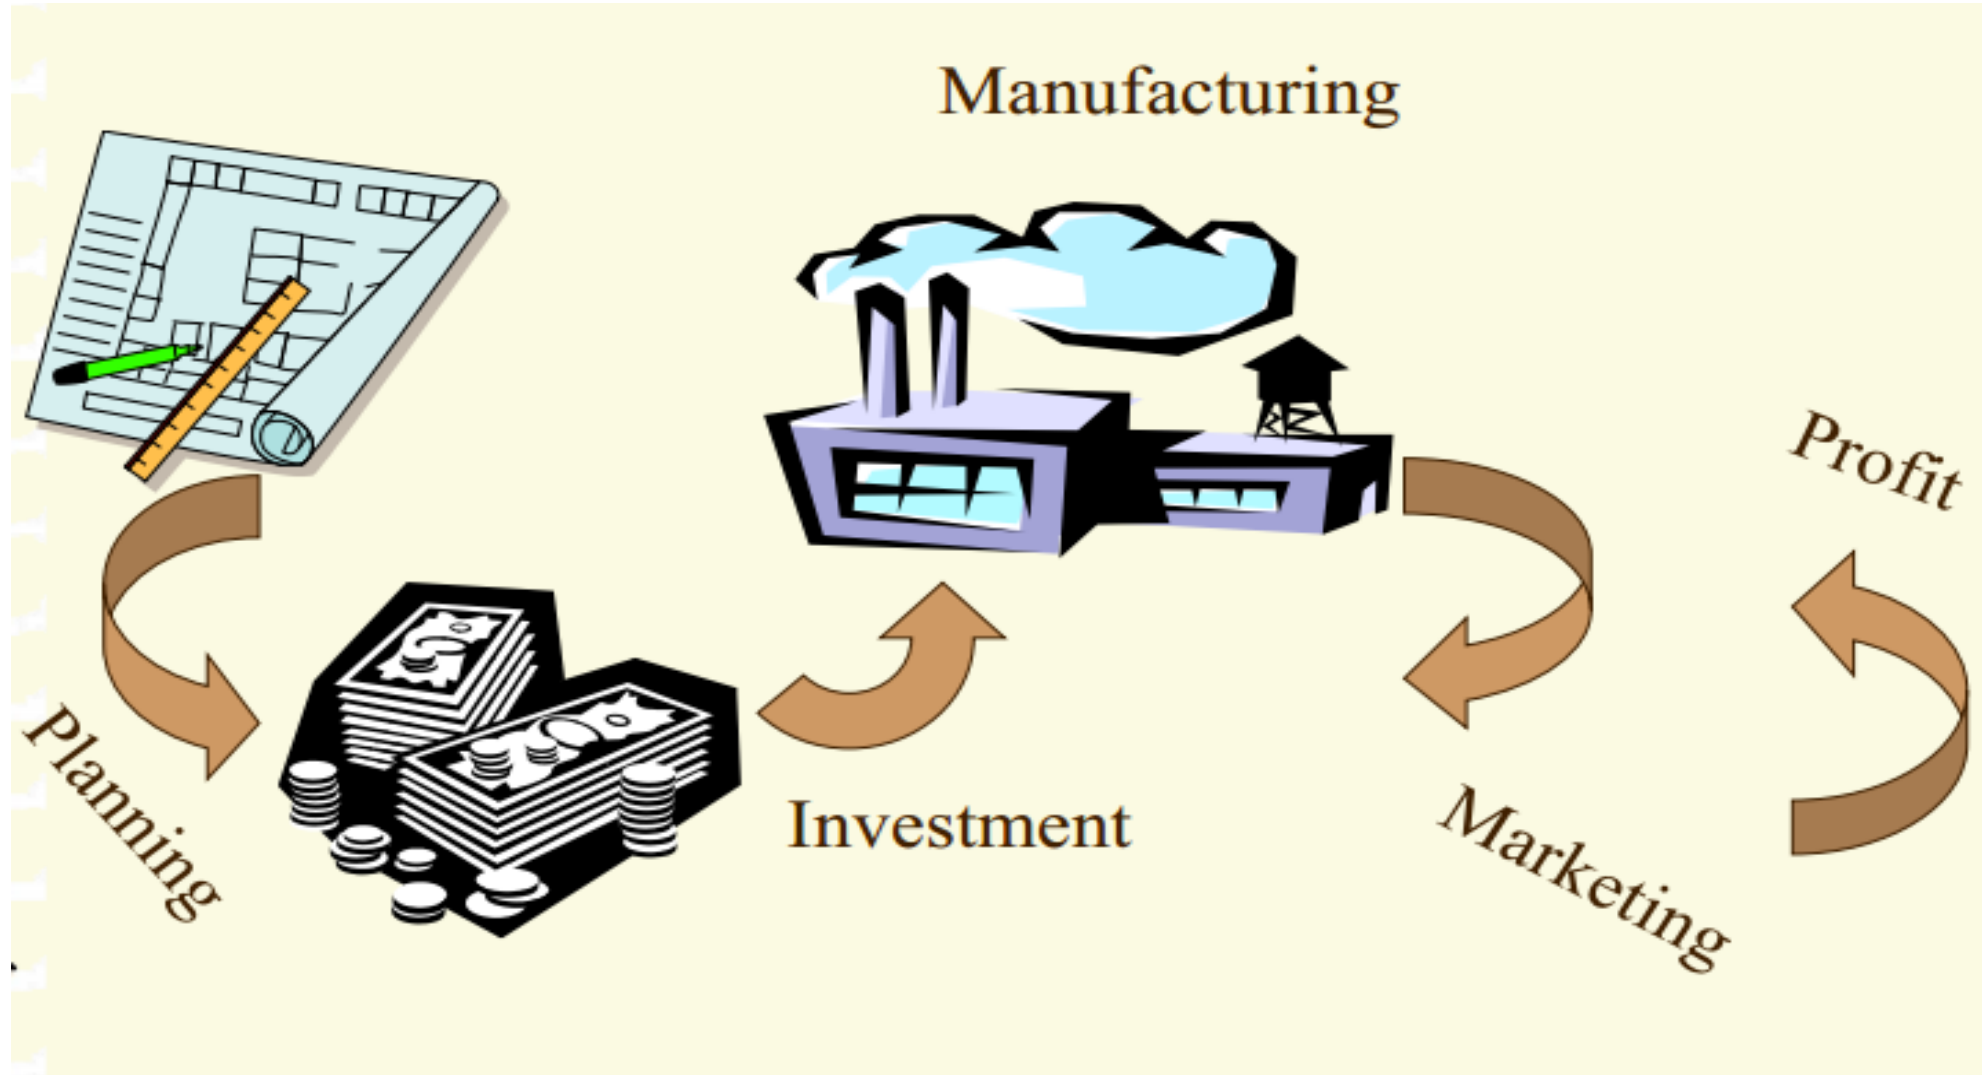 Manufacturing
Profit
Planning
Investment
Marketing